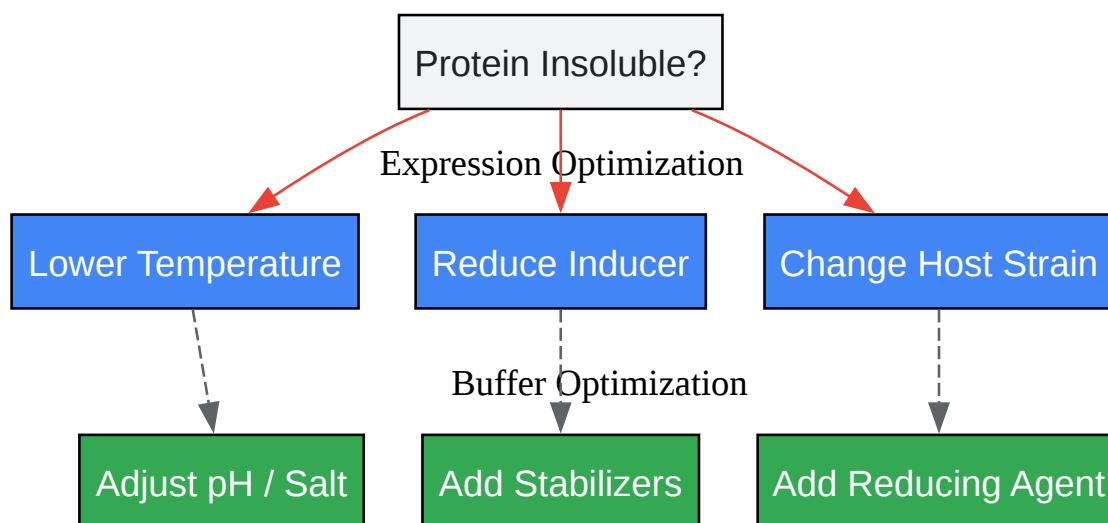 Protein Insoluble?
Expression Optimization
Lower Temperature
Reduce Inducer
Change Host Strain
Buffer Optimization
Adjust pH / Salt
Add Stabilizers
Add Reducing Agent